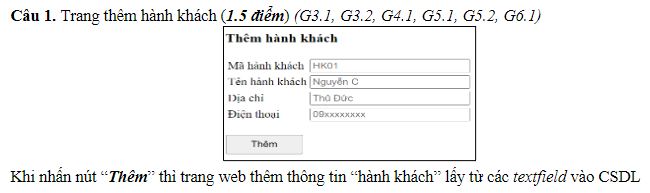 Câu 1. Trang thêm hành khách (1.5 điểm) (G3.1, G3.2, G4.1, G5.1, G5.2, G6.1)
Thêm hành khách
Mã hành khách HK01
Tên hành khách Nguyễn C
Địa chỉ Thủ Đức
Điện thoại 09xxxxxxxx
Thêm
Khi nhấn nút “Thêm” thì trang web thêm thông tin “hành khách” lấy từ các textfield vào CSDL